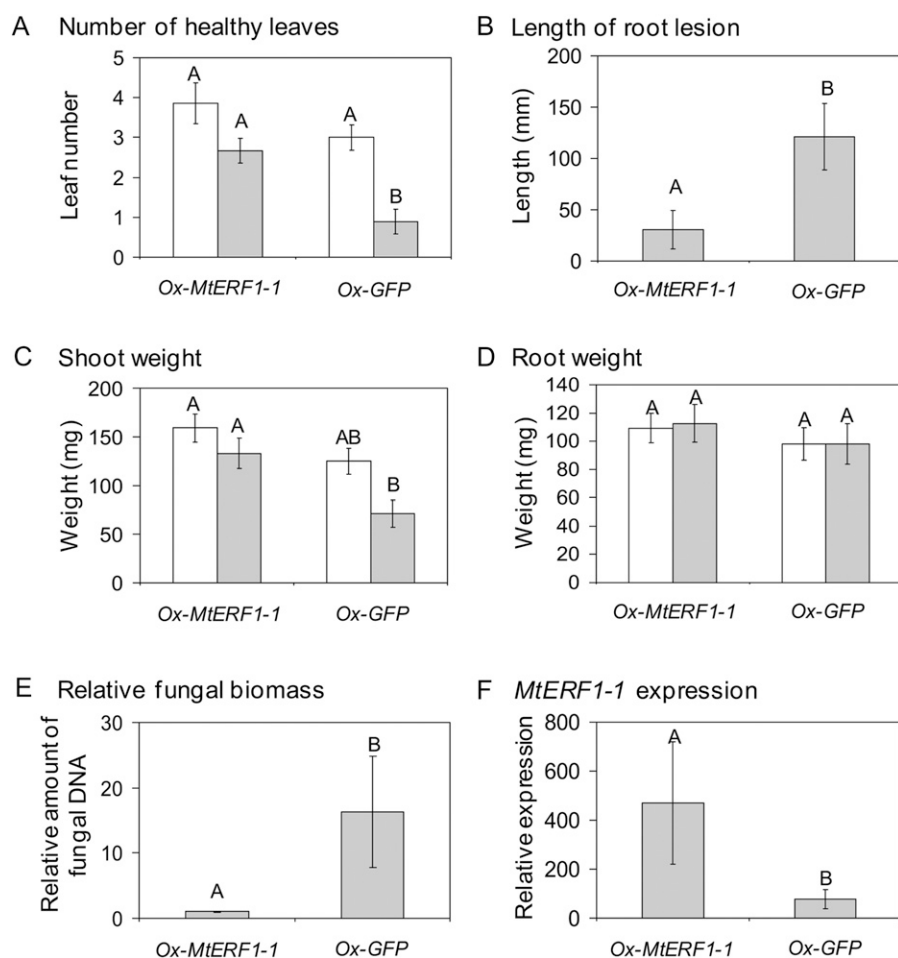 A Number of healthy leaves
Leaf number
5
4
3
2
1
0
A
A
A
B
Ox-MtERF1-1
Ox-GFP
B Length of root lesion
Length (mm)
200
150
100
50
0
A
B
Ox-MtERF1-1
Ox-GFP
C Shoot weight
Weight (mg)
200
150
100
50
0
A
A
AB
B
Ox-MtERF1-1
Ox-GFP
D Root weight
Weight (mg)
140
120
100
80
60
40
20
0
A
A
A
A
Ox-MtERF1-1
Ox-GFP
E Relative fungal biomass
Relative amount of
fungal DNA
30
20
10
0
A
B
Ox-MtERF1-1
Ox-GFP
F MtERF1-1 expression
Relative expression
800
600
400
200
0
A
B
Ox-MtERF1-1
Ox-GFP